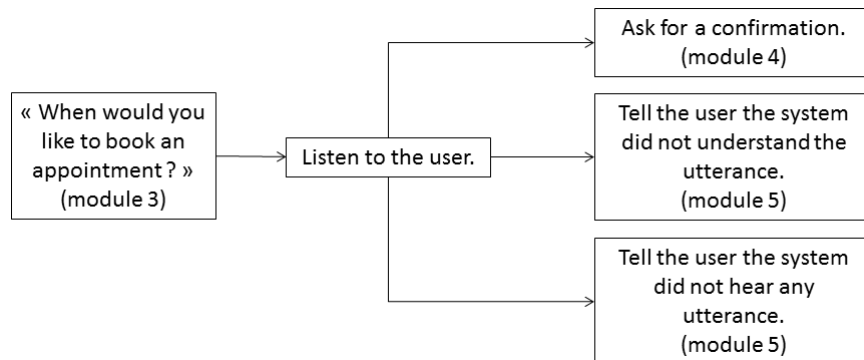 « When would you
like to book an
appointment ? »
(module 3)
Listen to the user.
Ask for a confirmation.
(module 4)
Tell the user the system
did not understand the
utterance.
(module 5)
Tell the user the system
did not hear any
utterance.
(module 5)